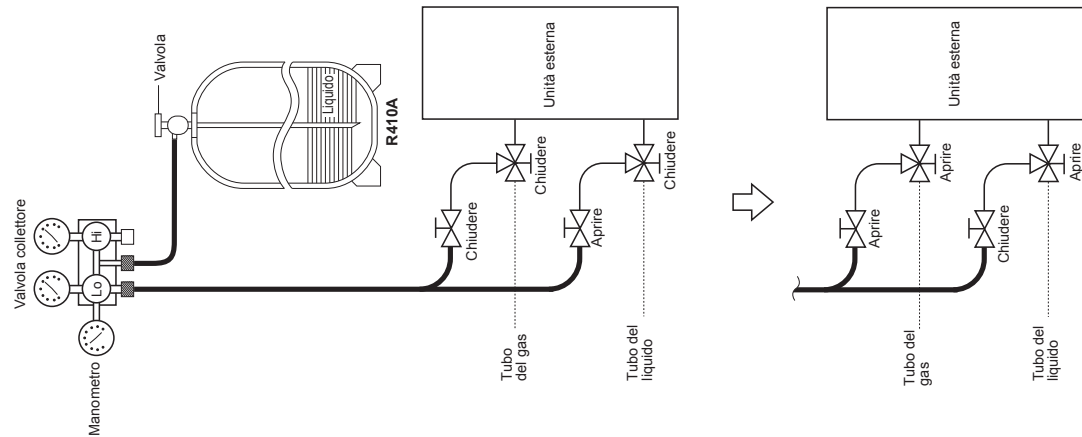 Valvola
Valvola collettore
Hi
Lo
Manometro
Liquido
R410A
Unità esterna
Chiudere
Chiudere
Chiudere
Aprire
Tubo
del gas
Tubo del
liquido
Unità esterna
Aprire
Aprire
Aprire
Chiudere
Tubo del
gas
Tubo del
liquido